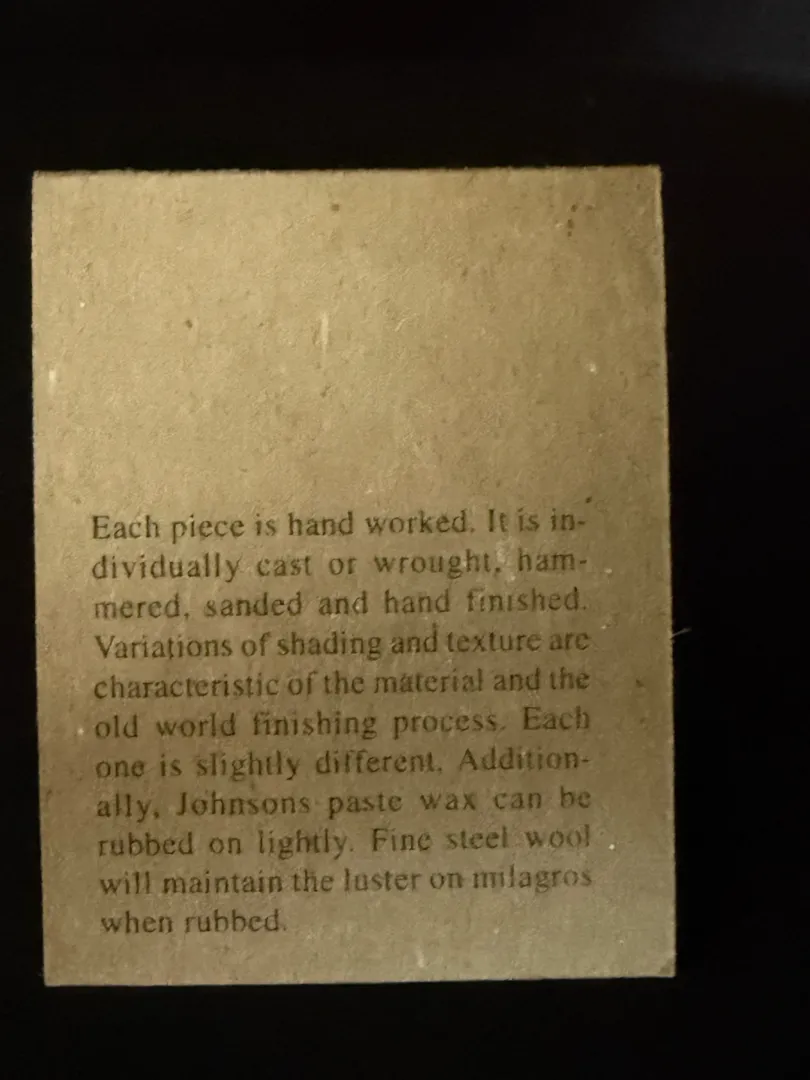 Each piece is hand worked. It is in-
dividually cast or wrought, ham-
mered, sanded and hand finished.
Variations of shading and texture are
characteristic of the material and the
old world finishing process. Each
one is slightly different. Addition-
ally, Johnsons paste wax can be
rubbed on lightly. Fine steel wool
will maintain the luster on milagros
when rubbed.